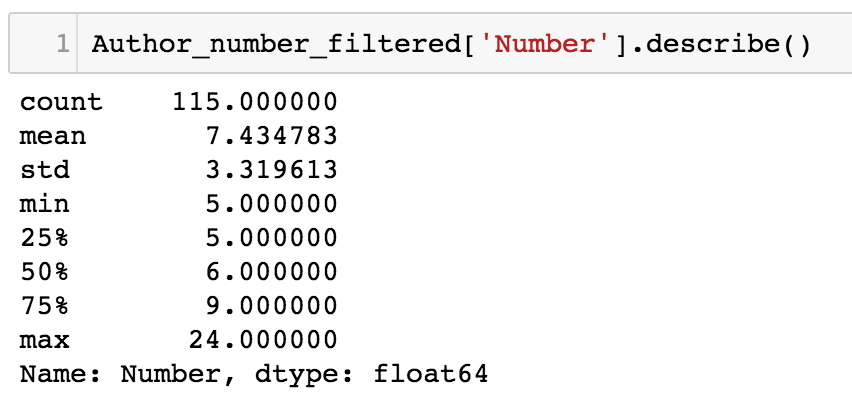 1 Author_number_filtered['Number'].describe()
count 115.000000
mean 7.434783
std 3.319613
min 5.000000
25% 5.000000
50% 6.000000
75% 9.000000
max 24.000000
Name: Number, dtype: float64